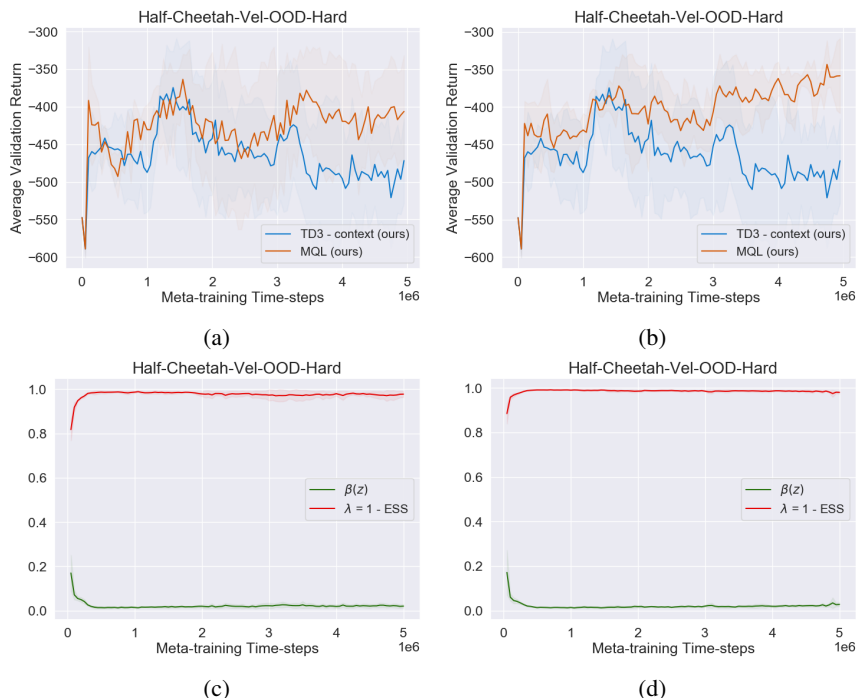 Half-Cheetah-Vel-OOD-Hard
Average Validation Return
−300
−350
−400
−450
−500
−550
−600
TD3 - context (ours)
MQL (ours)
0 1 2 3 4 5
1e6
Meta-training Time-steps
(a)
Half-Cheetah-Vel-OOD-Hard
Average Validation Return
−300
−350
−400
−450
−500
−550
−600
TD3 - context (ours)
MQL (ours)
0 1 2 3 4 5
1e6
Meta-training Time-steps
(b)
Half-Cheetah-Vel-OOD-Hard
1.0
0.8
0.6
0.4
0.2
0.0
β(z)
λ = 1 - ESS
0 1 2 3 4 5
1e6
Meta-training Time-steps
(c)
Half-Cheetah-Vel-OOD-Hard
1.0
0.8
0.6
0.4
0.2
0.0
β(z)
λ = 1 - ESS
0 1 2 3 4 5
1e6
Meta-training Time-steps
(d)